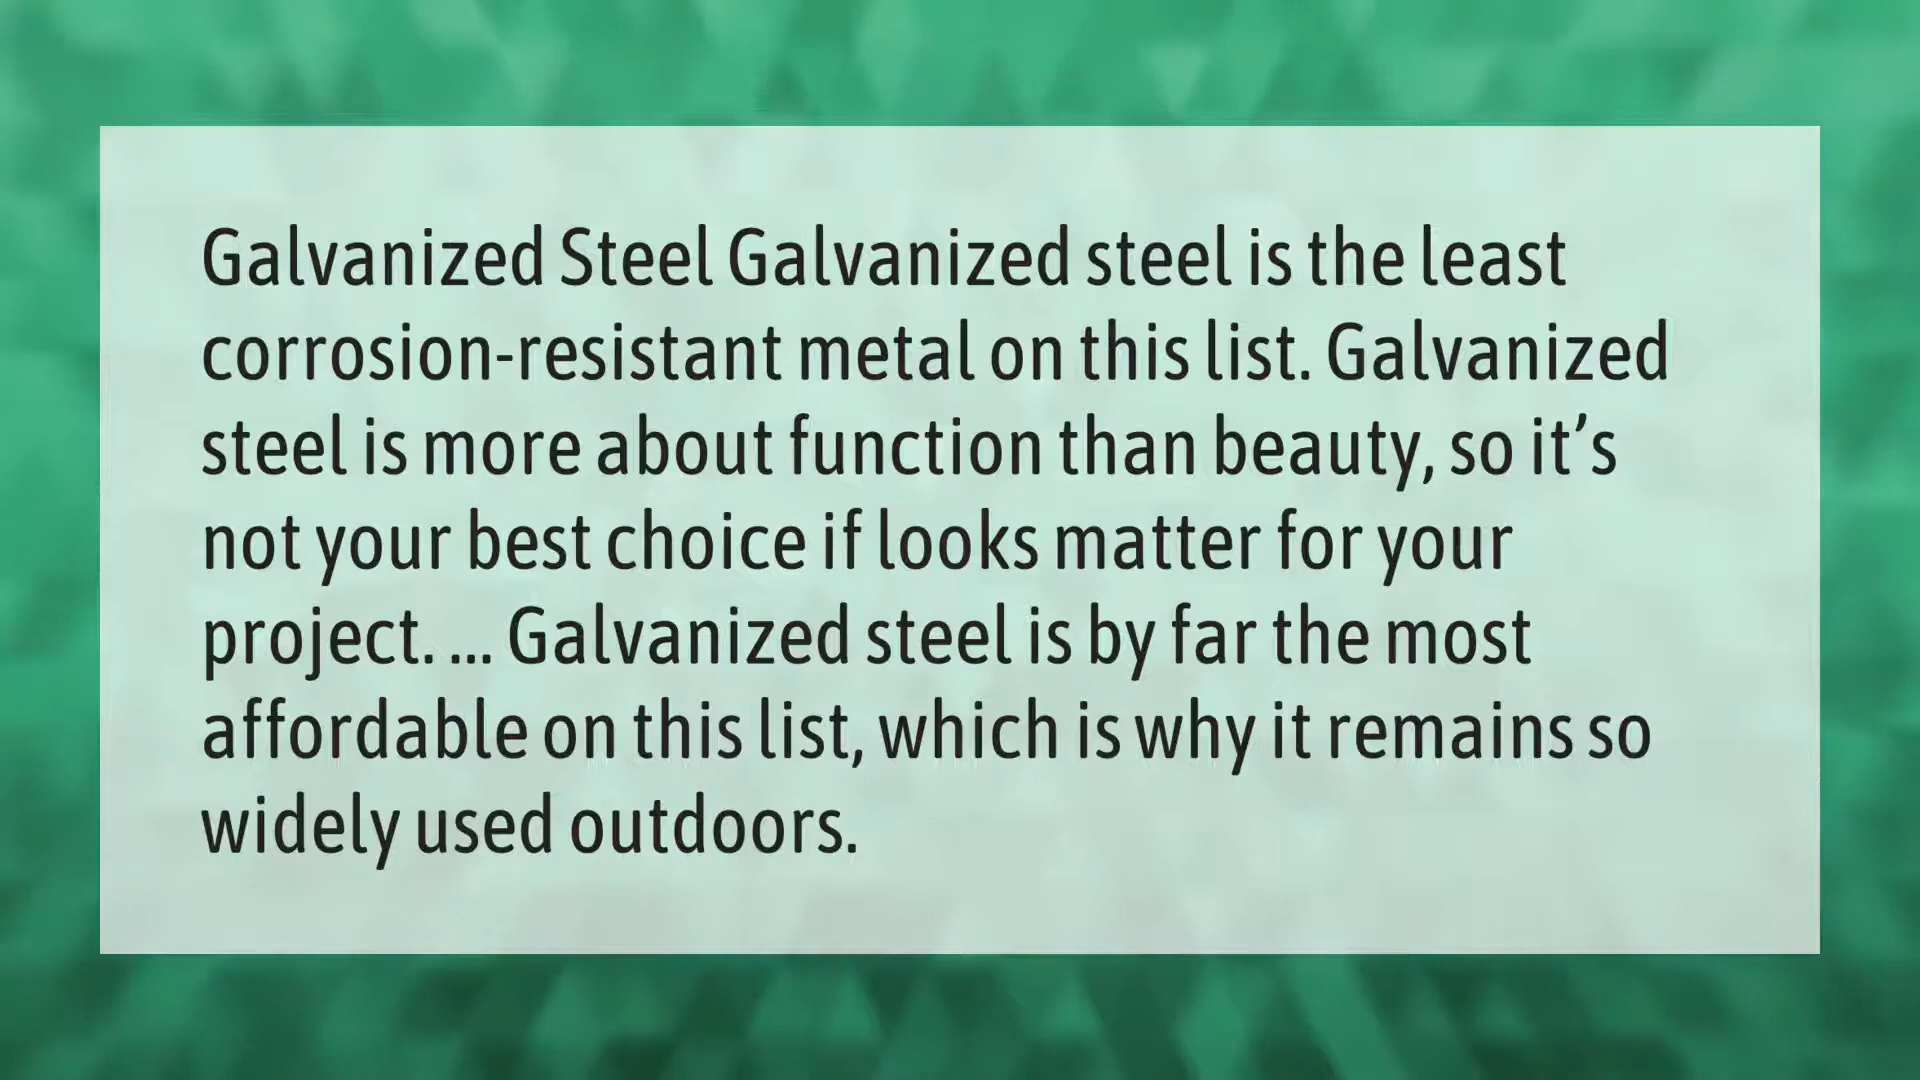 Galvanized Steel Galvanized steel is the least
corrosion-resistant metal on this list. Galvanized
steel is more about function than beauty, so it’s
not your best choice if looks matter for your
project. ... Galvanized steel is by far the most
affordable on this list, which is why it remains so
widely used outdoors.